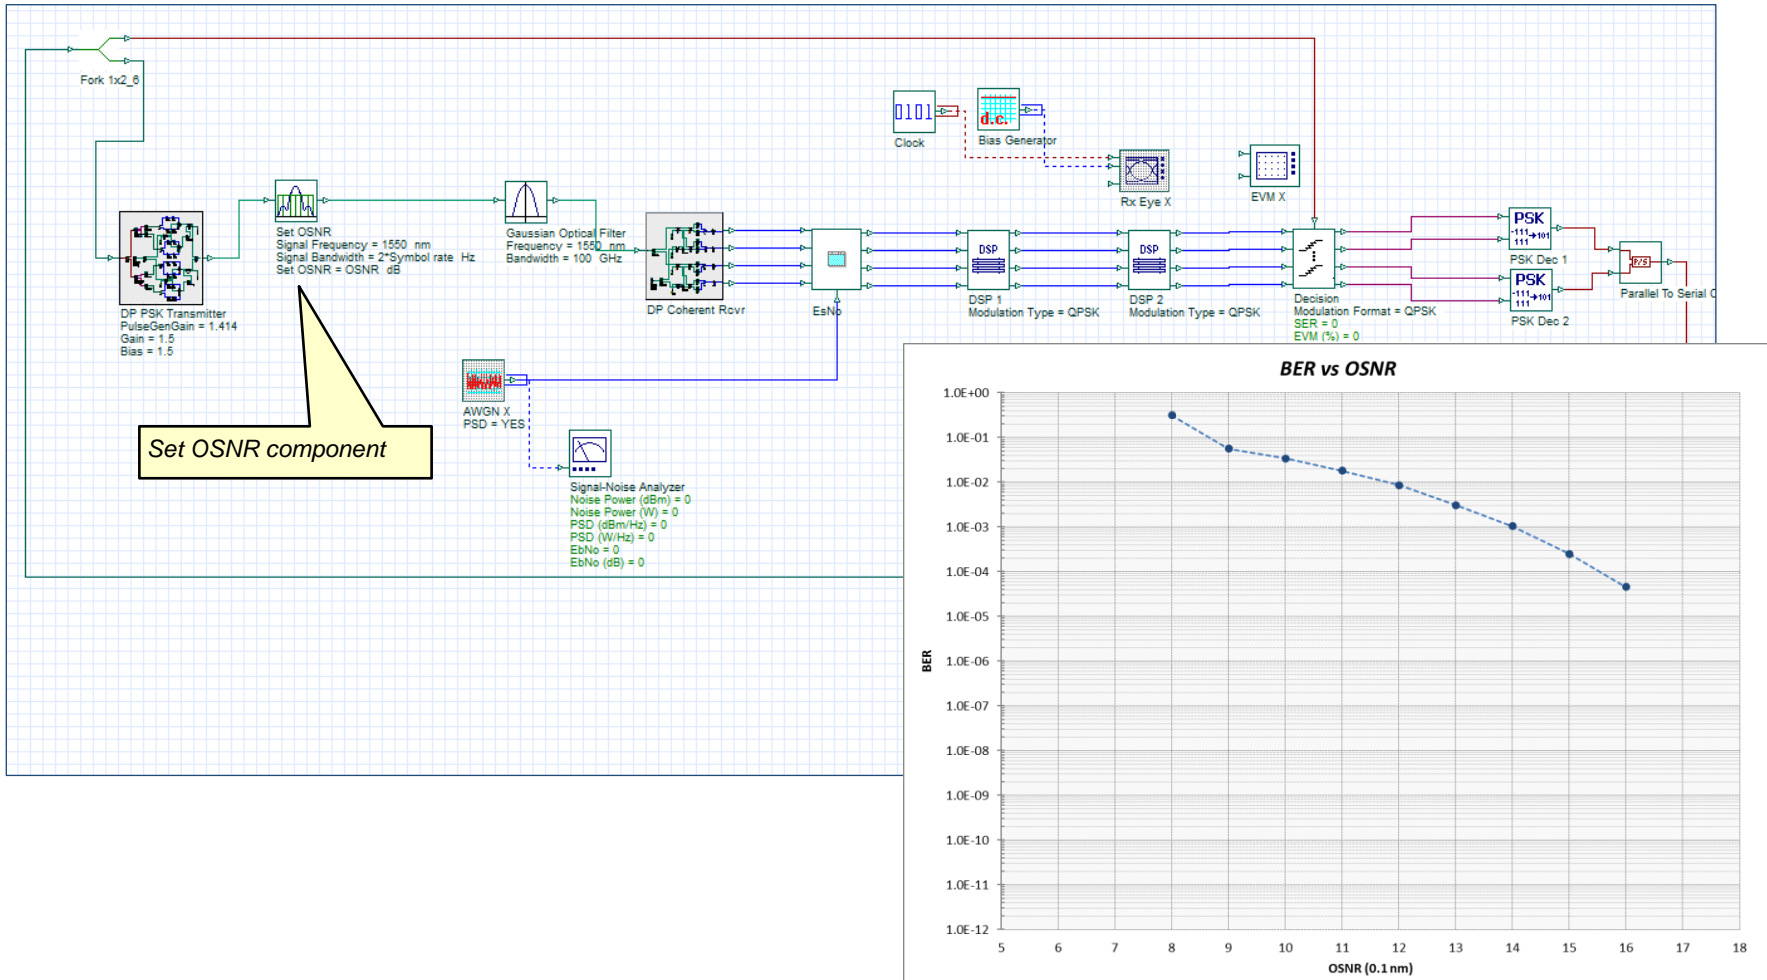 Fork 1x2_6
DP PSK Transmitter
PulseGenGain = 1.414
Gain = 1.5
Bias = 1.5
Set OSNR
Signal Frequency = 1550 nm
Signal Bandwidth = 2*Symbol rate Hz
Set OSNR = OSNR dB
Set OSNR component
Gaussian Optical Filter
Frequency = 1550 nm
Bandwidth = 100 GHz
DP Coherent Rcvr
AWGN X
PSD = YES
Signal-Noise Analyzer
Noise Power (dBm) = 0
Noise Power (W) = 0
PSD (dBm/Hz) = 0
PSD (W/Hz) = 0
EbNo = 0
EbNo (dB) = 0
EsNo
0101
Clock
d.c.
Bias Generator
Rx Eye X
EVM X
DSP
DSP 1
Modulation Type = QPSK
DSP
DSP 2
Modulation Type = QPSK
Decision
Modulation Format = QPSK
SER = 0
EVM (%) = 0
PSK
-111
111→101
PSK Dec 1
PSK
-111
111→101
PSK Dec 2
P/S
Parallel To Serial C
BER vs OSNR
1.0E+00
1.0E-01
1.0E-02
1.0E-03
1.0E-04
1.0E-05
1.0E-06
1.0E-07
1.0E-08
1.0E-09
1.0E-10
1.0E-11
1.0E-12
BER
5 6 7 8 9 10 11 12 13 14 15 16 17 18
OSNR (0.1 nm)